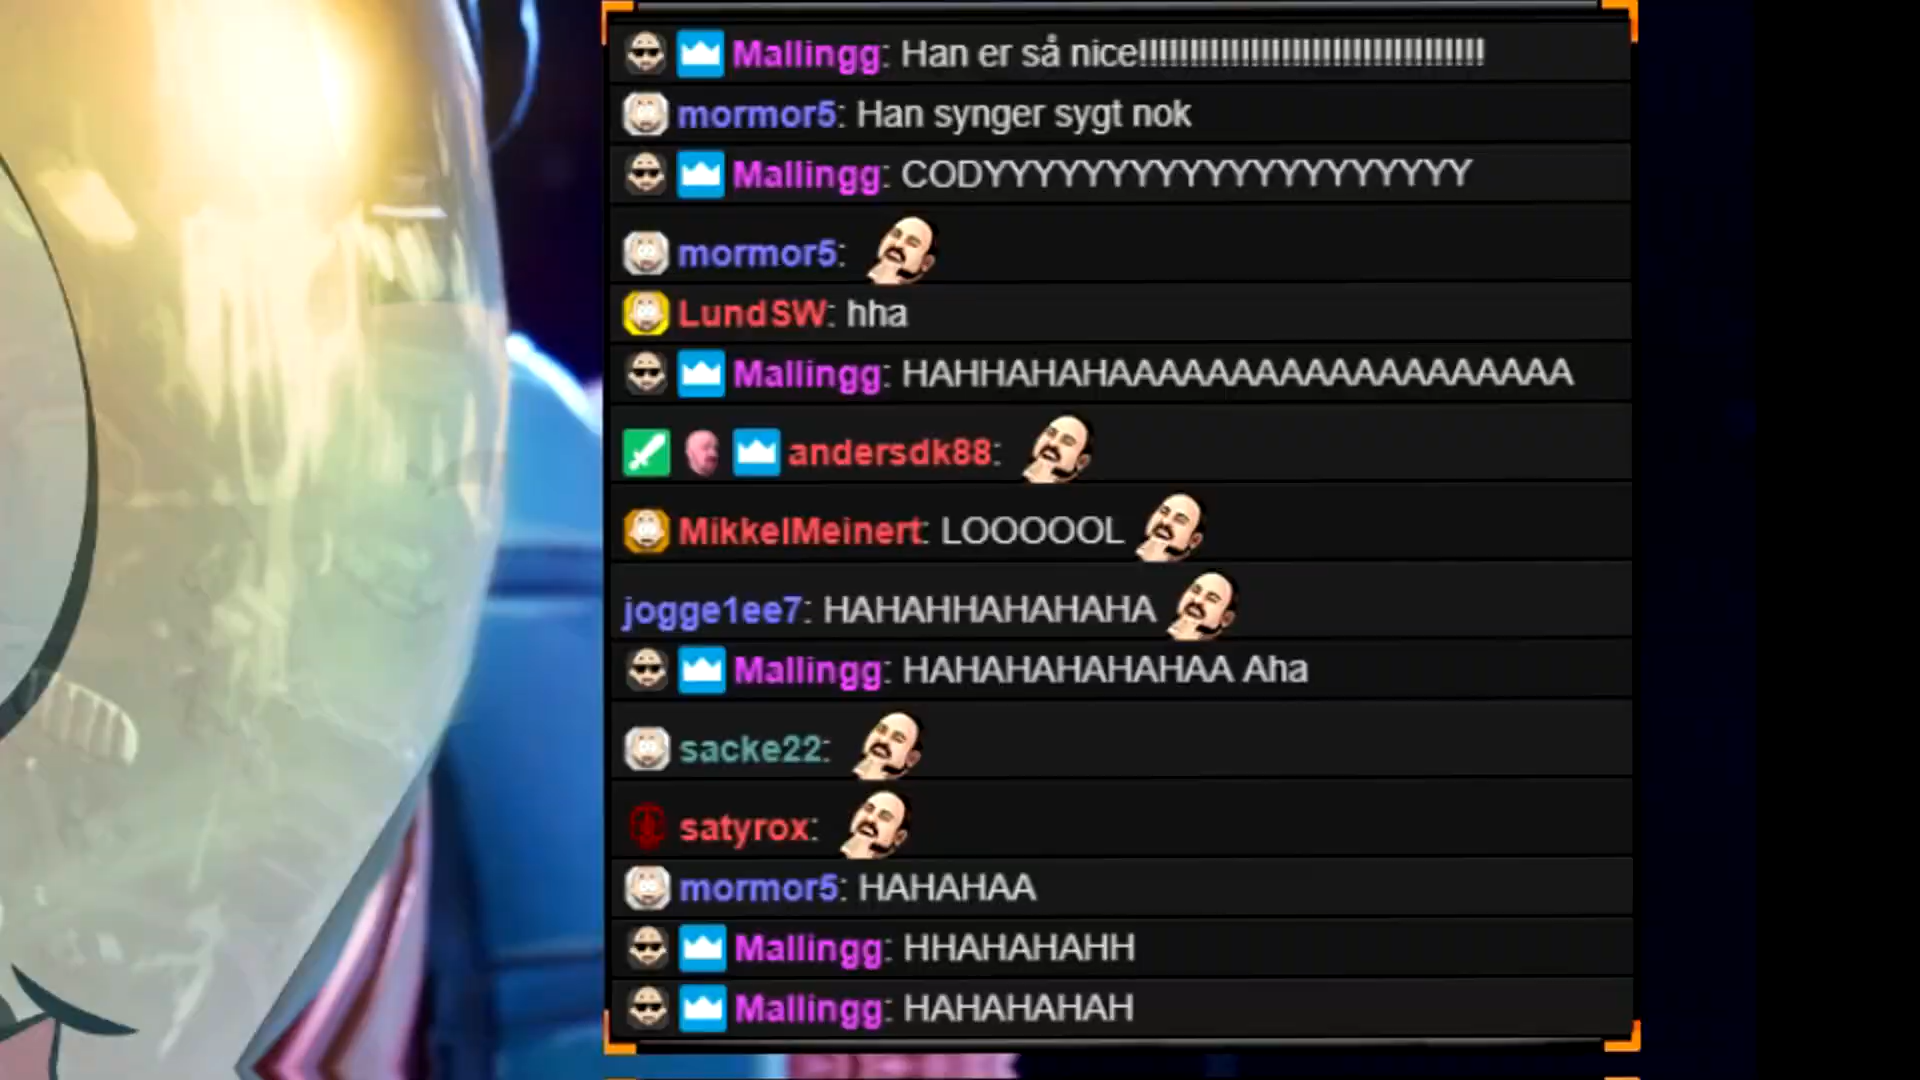 Mallingg: Han er så nice!!!!!!!!!!!!!!!!!!!!!!!!!!!!!!!!!!!!!!
mormor5: Han synger sygt nok
Mallingg: CODYYYYYYYYYYYYYYYYYYYY
mormor5:
LundSW: hha
Mallingg: HAHHAHAHAAAAAAAAAAAAAAAAAAAA
andersdk88:
MikkelMeinert: LOOOOOL
jogge1ee7: HAHAHHAHAHAHA
Mallingg: HAHAHAHAHAHAA Aha
sacke22:
satyrox:
mormor5: HAHAHAA
Mallingg: HHAHAHAHH
Mallingg: HAHAHAHAH